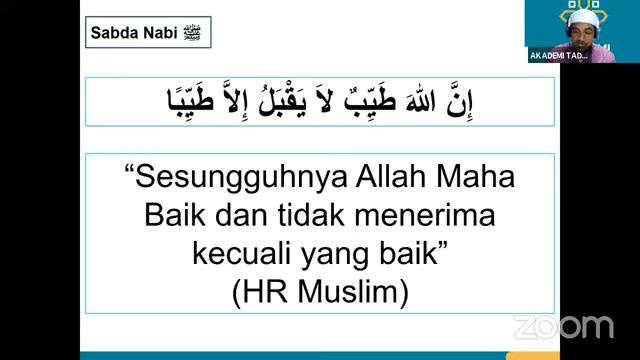 Sabda Nabi ﷺ
إِنَّ اللهَ طَيِّبٌ لاَ يَقْبَلُ إِلاَّ طَيِّبًا
“Sesungguhnya Allah Maha
Baik dan tidak menerima
kecuali yang baik”
(HR Muslim)
AKADEMI TAD...
zoom